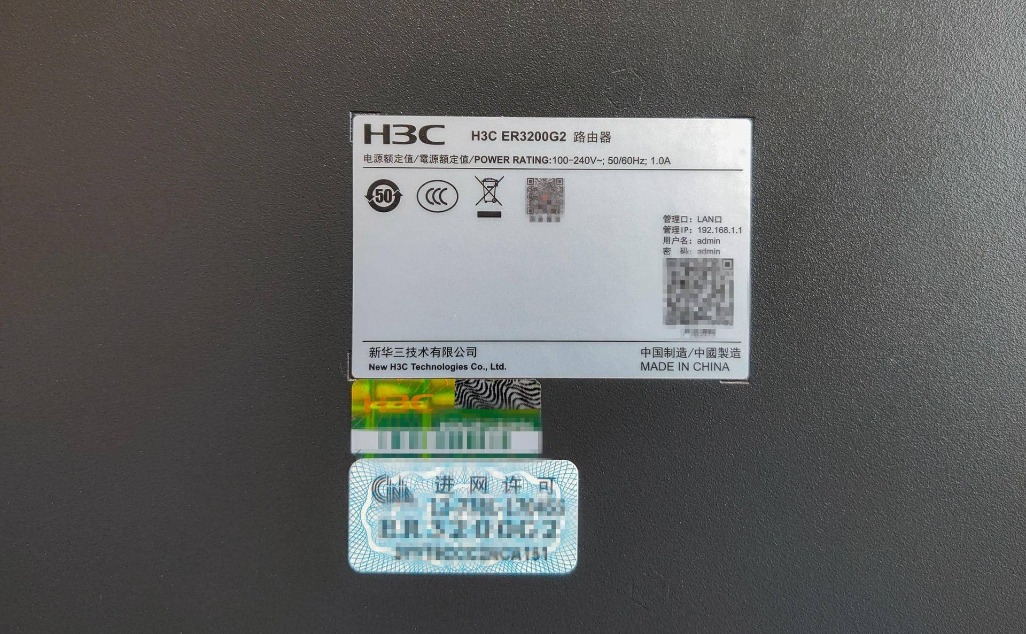 H3C H3C ER3200G2 路由器
电源额定值/電源額定值/POWER RATING:100-240V~; 50/60Hz; 1.0A
50 CCC
管理口: LAN口
管理IP: 192.168.1.1
用户名: admin
密 码: admin
新华三技术有限公司
New H3C Technologies Co., Ltd.
中国制造/中國製造
MADE IN CHINA
H3C
进网许可
ER3200G2